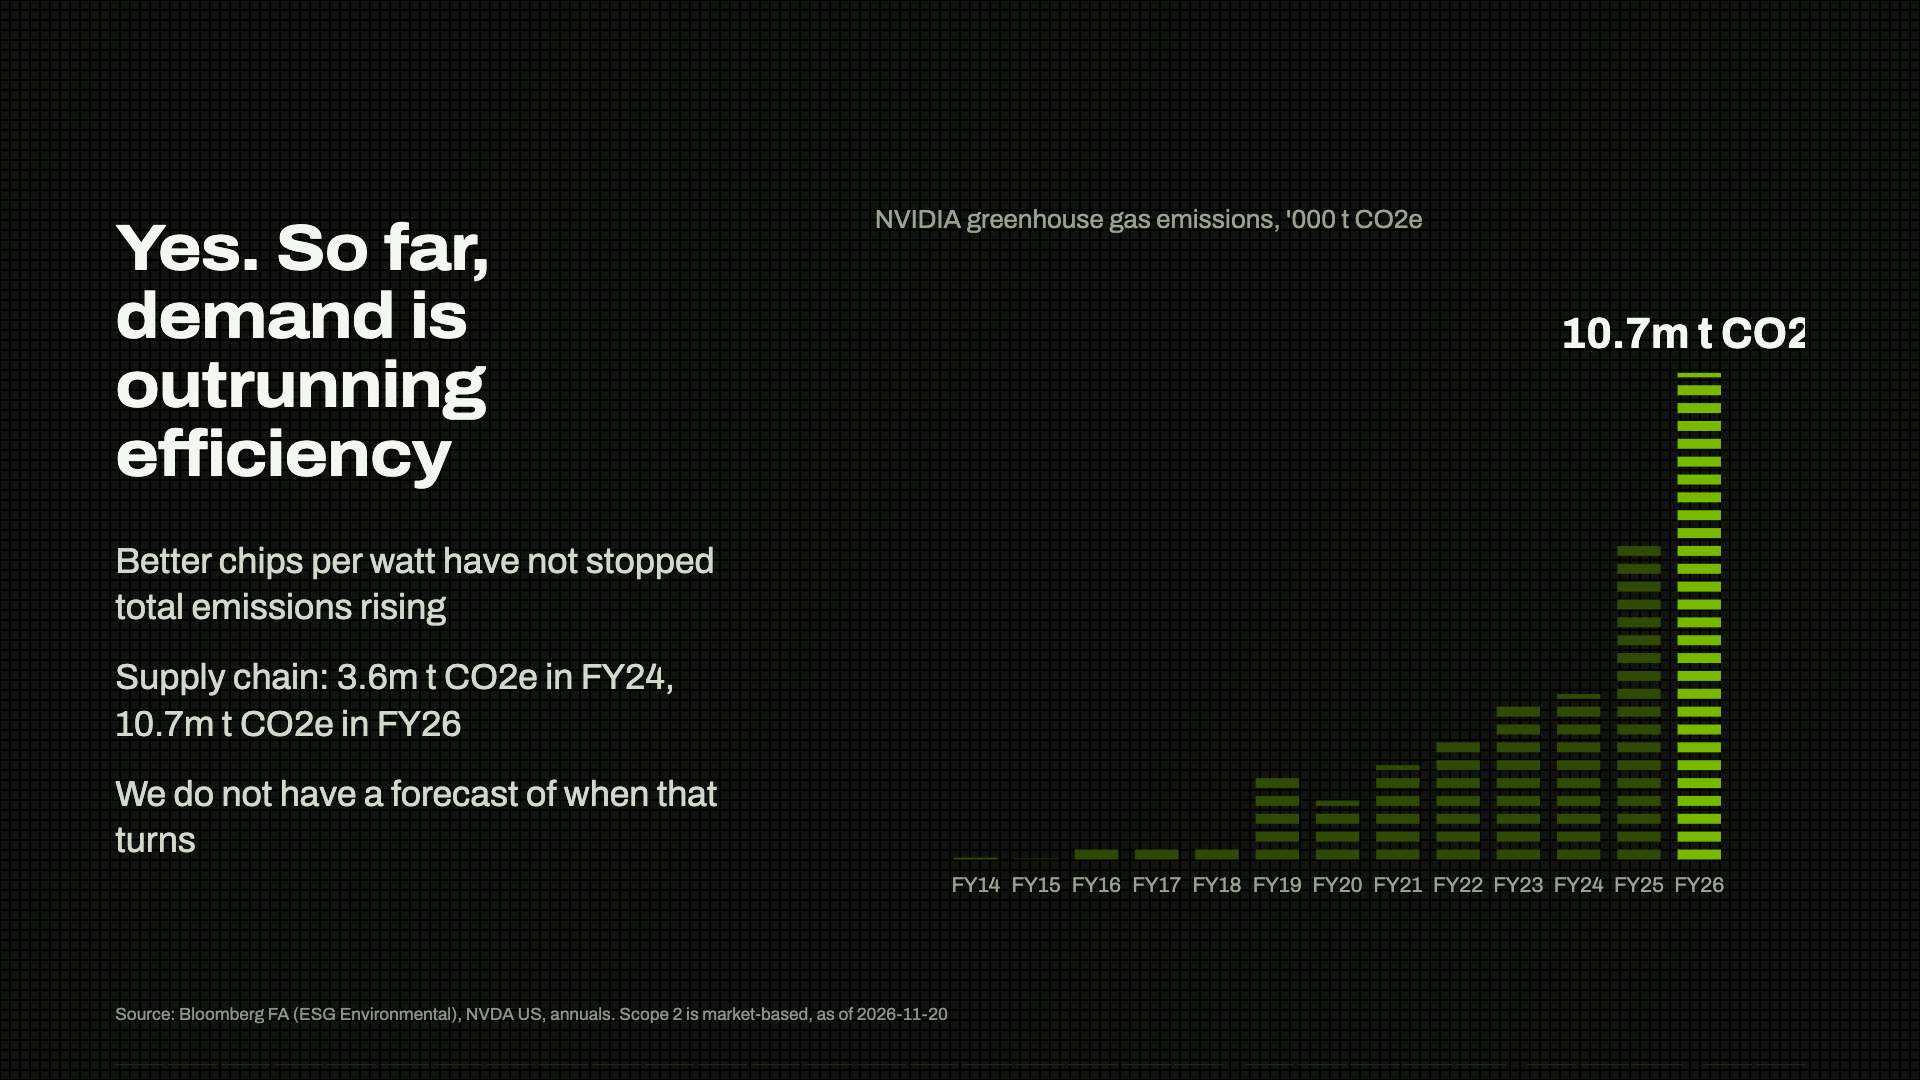 Yes. So far,
demand is
outrunning
efficiency
Better chips per watt have not stopped
total emissions rising
Supply chain: 3.6m t CO2e in FY24,
10.7m t CO2e in FY26
We do not have a forecast of when that
turns
NVIDIA greenhouse gas emissions, '000 t CO2e
10.7m t CO2
FY14 FY15 FY16 FY17 FY18 FY19 FY20 FY21 FY22 FY23 FY24 FY25 FY26
Source: Bloomberg FA (ESG Environmental), NVDA US, annuals. Scope 2 is market-based, as of 2026-11-20